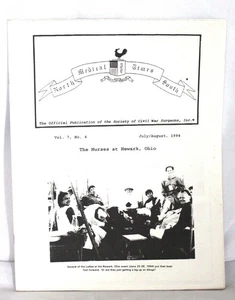 North
Medical
Times
South
The Official Publication of the Society of Civil War Surgeons, Inc.®
Vol. 7, No. 4 July/August, 1994
The Nurses at Newark, Ohio